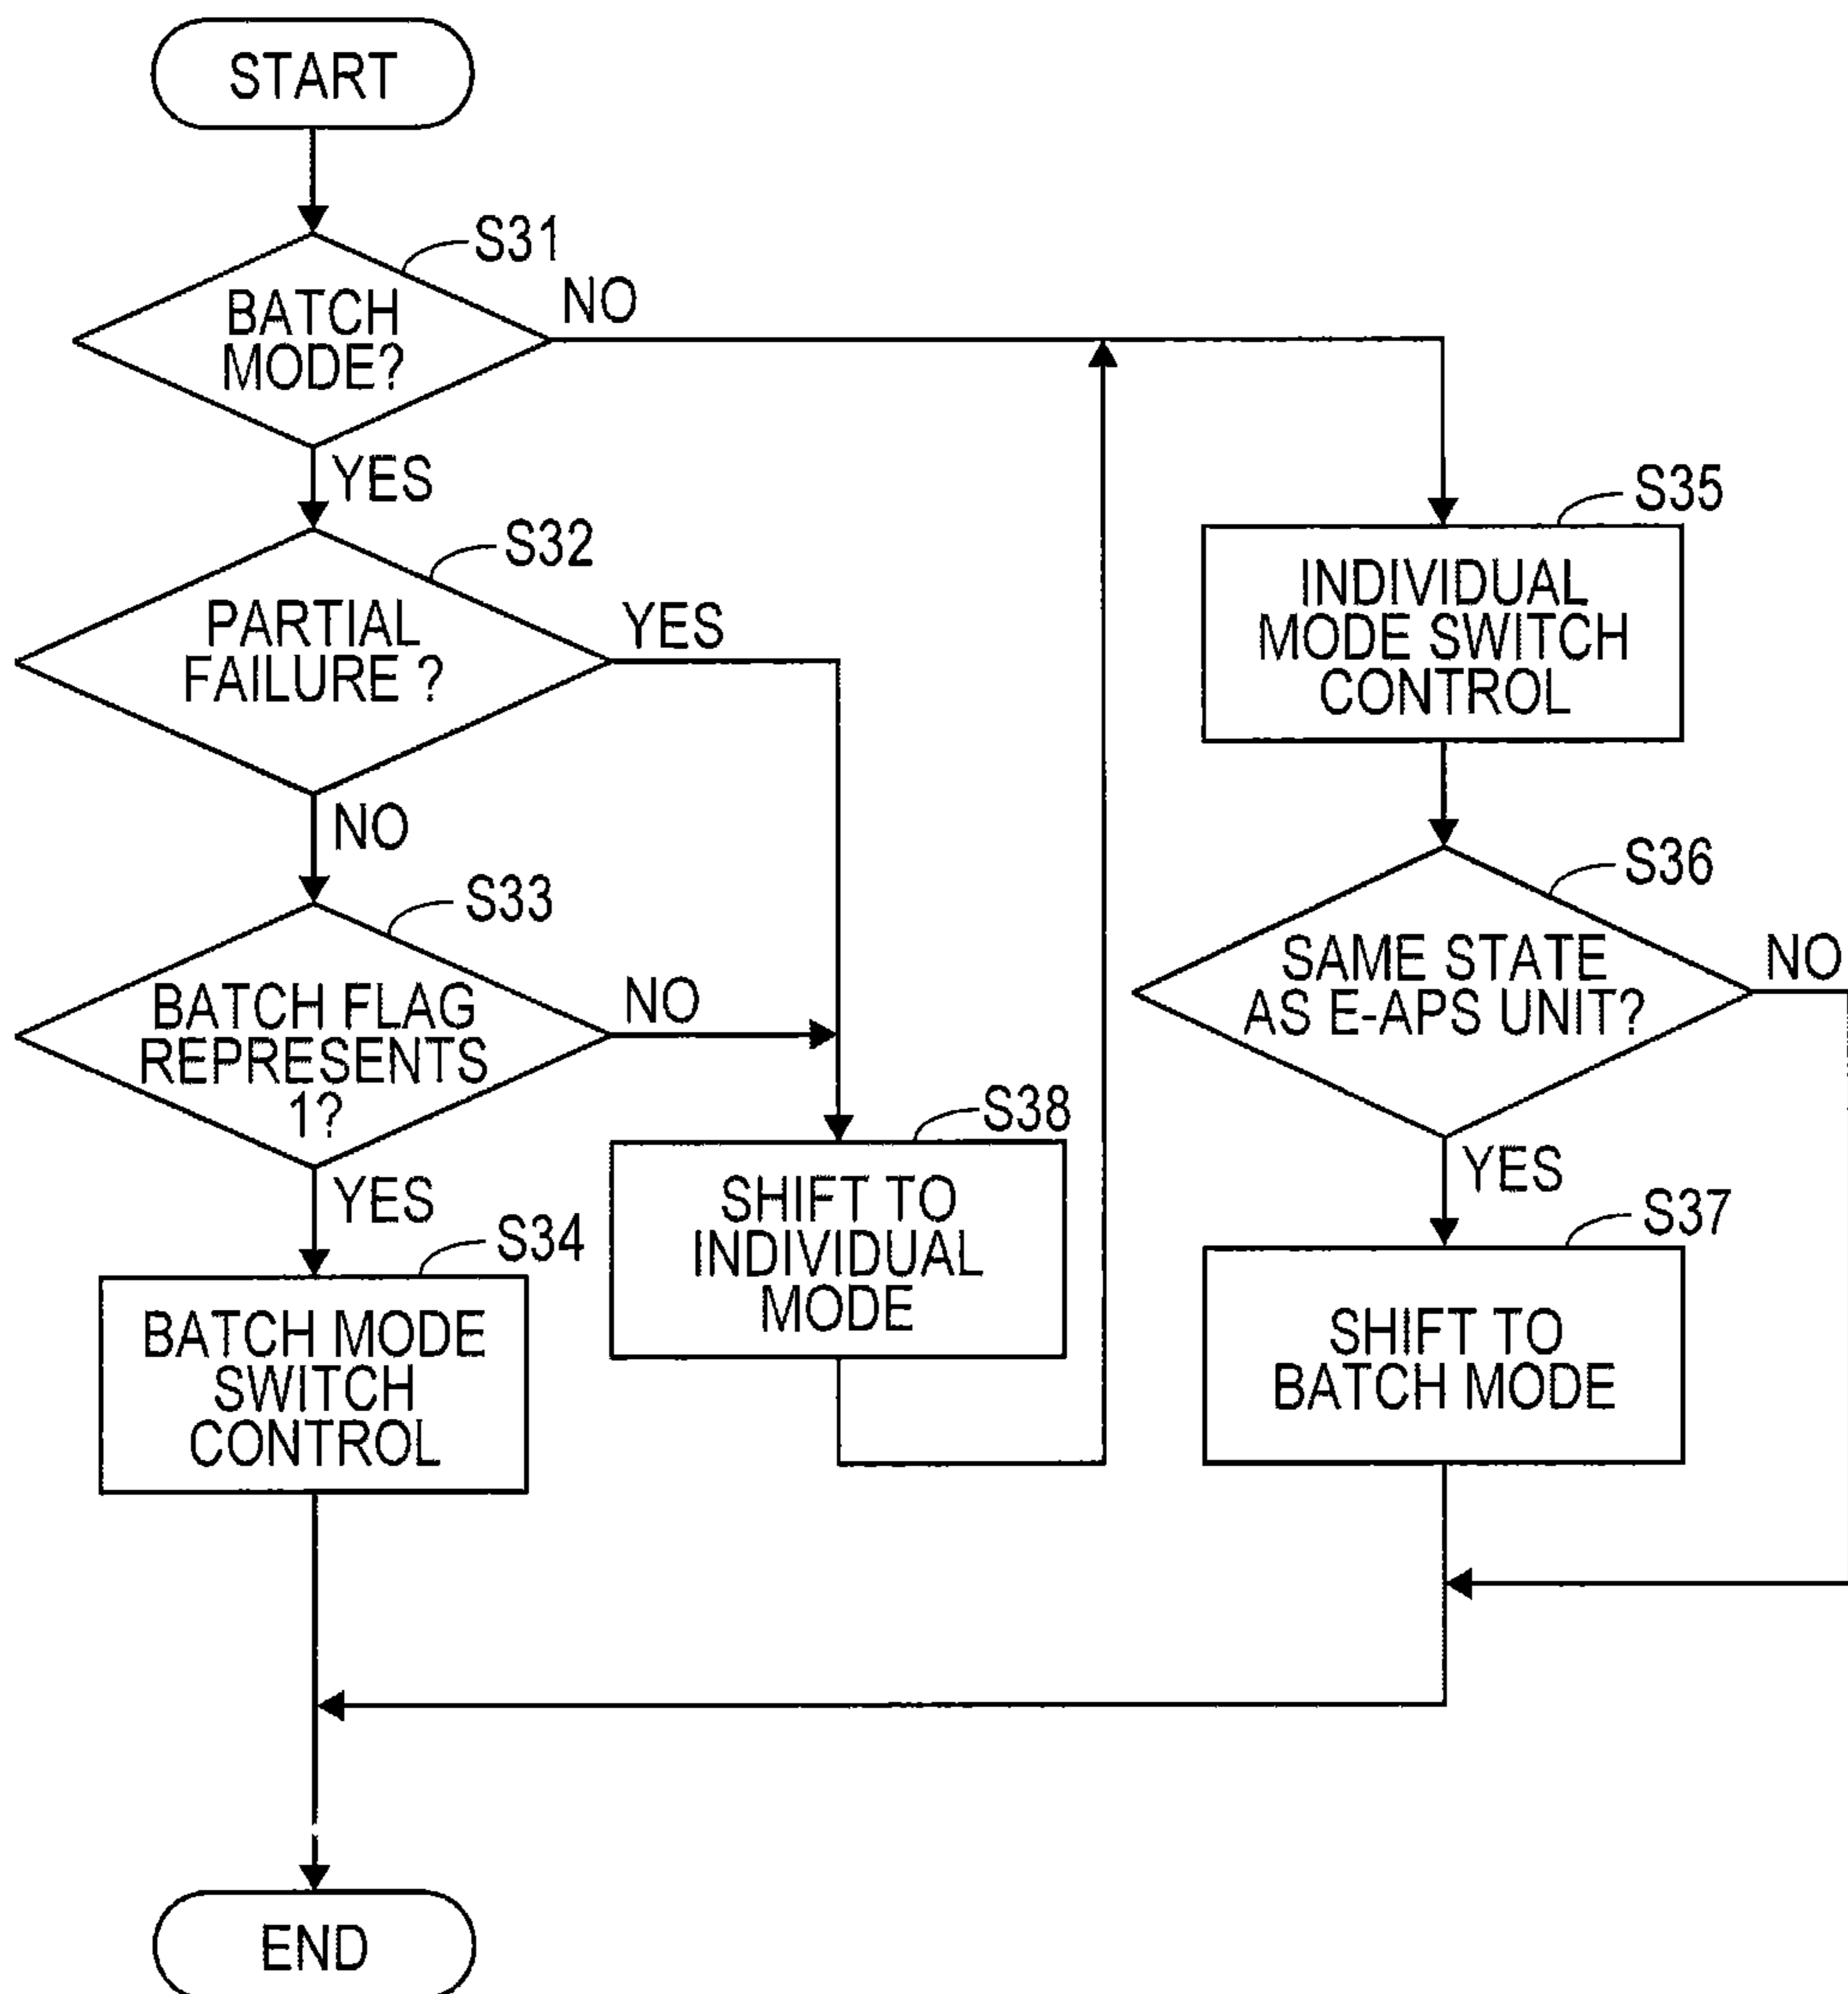 START
S31
BATCH
MODE?
NO
YES
S32
PARTIAL
FAILURE ?
YES
NO
S33
BATCH FLAG
REPRESENTS
1?
NO
YES
S34
BATCH MODE
SWITCH
CONTROL
S38
SHIFT TO
INDIVIDUAL
MODE
S35
INDIVIDUAL
MODE SWITCH
CONTROL
S36
SAME STATE
AS E-APS UNIT?
NO
YES
S37
SHIFT TO
BATCH MODE
END